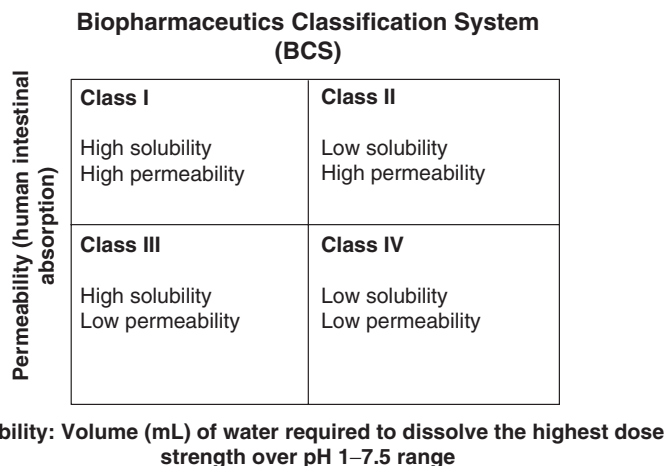 Biopharmaceutics Classification System
(BCS)
Permeability (human intestinal
absorption)
Class I
High solubility
High permeability
Class II
Low solubility
High permeability
Class III
High solubility
Low permeability
Class IV
Low solubility
Low permeability
bility: Volume (mL) of water required to dissolve the highest dose
strength over pH 1–7.5 range